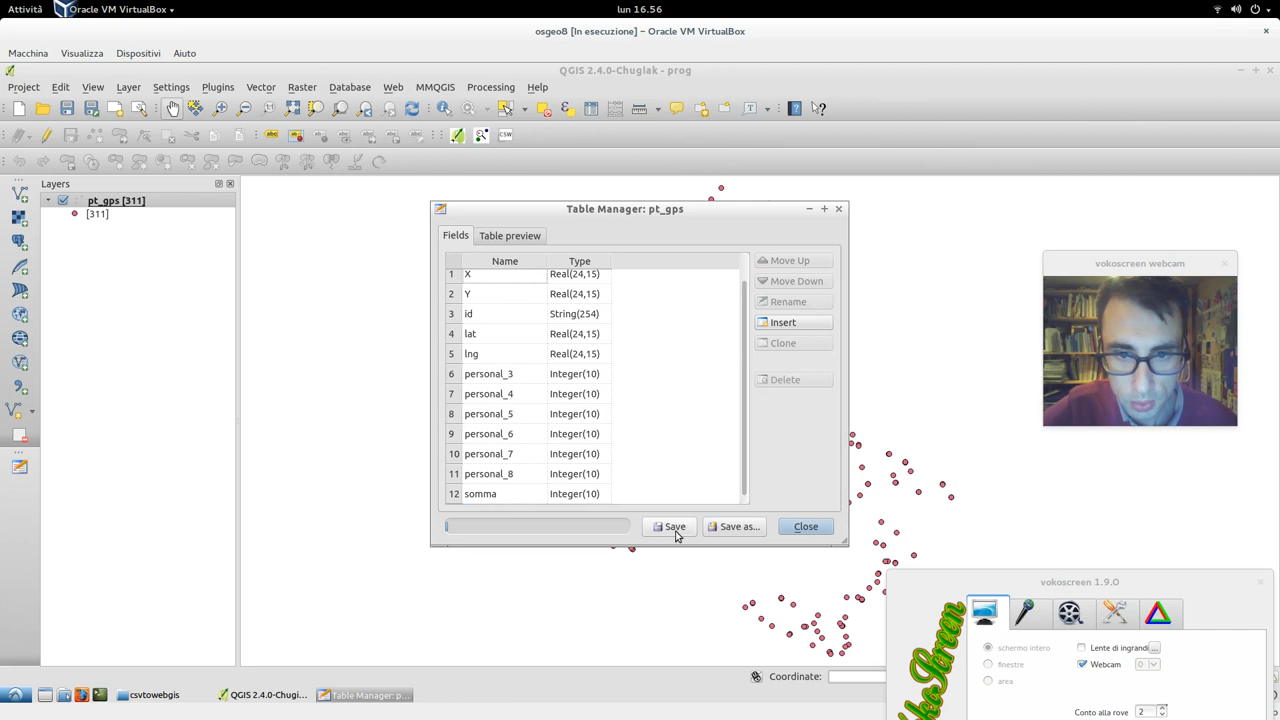 Attività Oracle VM VirtualBox lun 16.56
osgeo8 [In esecuzione] – Oracle VM VirtualBox
Macchina Visualizza Dispositivi Aiuto
QGIS 2.4.0-Chugiak - prog
Project Edit View Layer Settings Plugins Vector Raster Database Web MMQGIS Processing Help
1:1
abc
T
abc
CSW
Layers
pt_gps [311]
[311]
Table Manager: pt_gps
Fields Table preview
Name Type
1 X Real(24,15)
2 Y Real(24,15)
3 id String(254)
4 lat Real(24,15)
5 lng Real(24,15)
6 personal_3 Integer(10)
7 personal_4 Integer(10)
8 personal_5 Integer(10)
9 personal_6 Integer(10)
10 personal_7 Integer(10)
11 personal_8 Integer(10)
12 somma Integer(10)
Move Up
Move Down
Rename
Insert
Clone
Delete
Save Save as... Close
vokoscreen webcam
vokoscreen 1.9.0
VokoScreen
schermo intero Lente di ingrandi ...
finestre Webcam 0
area
Conto alla rove 2
Coordinate:
csvtowebgis QGIS 2.4.0-Chugi... Table Manager: p...